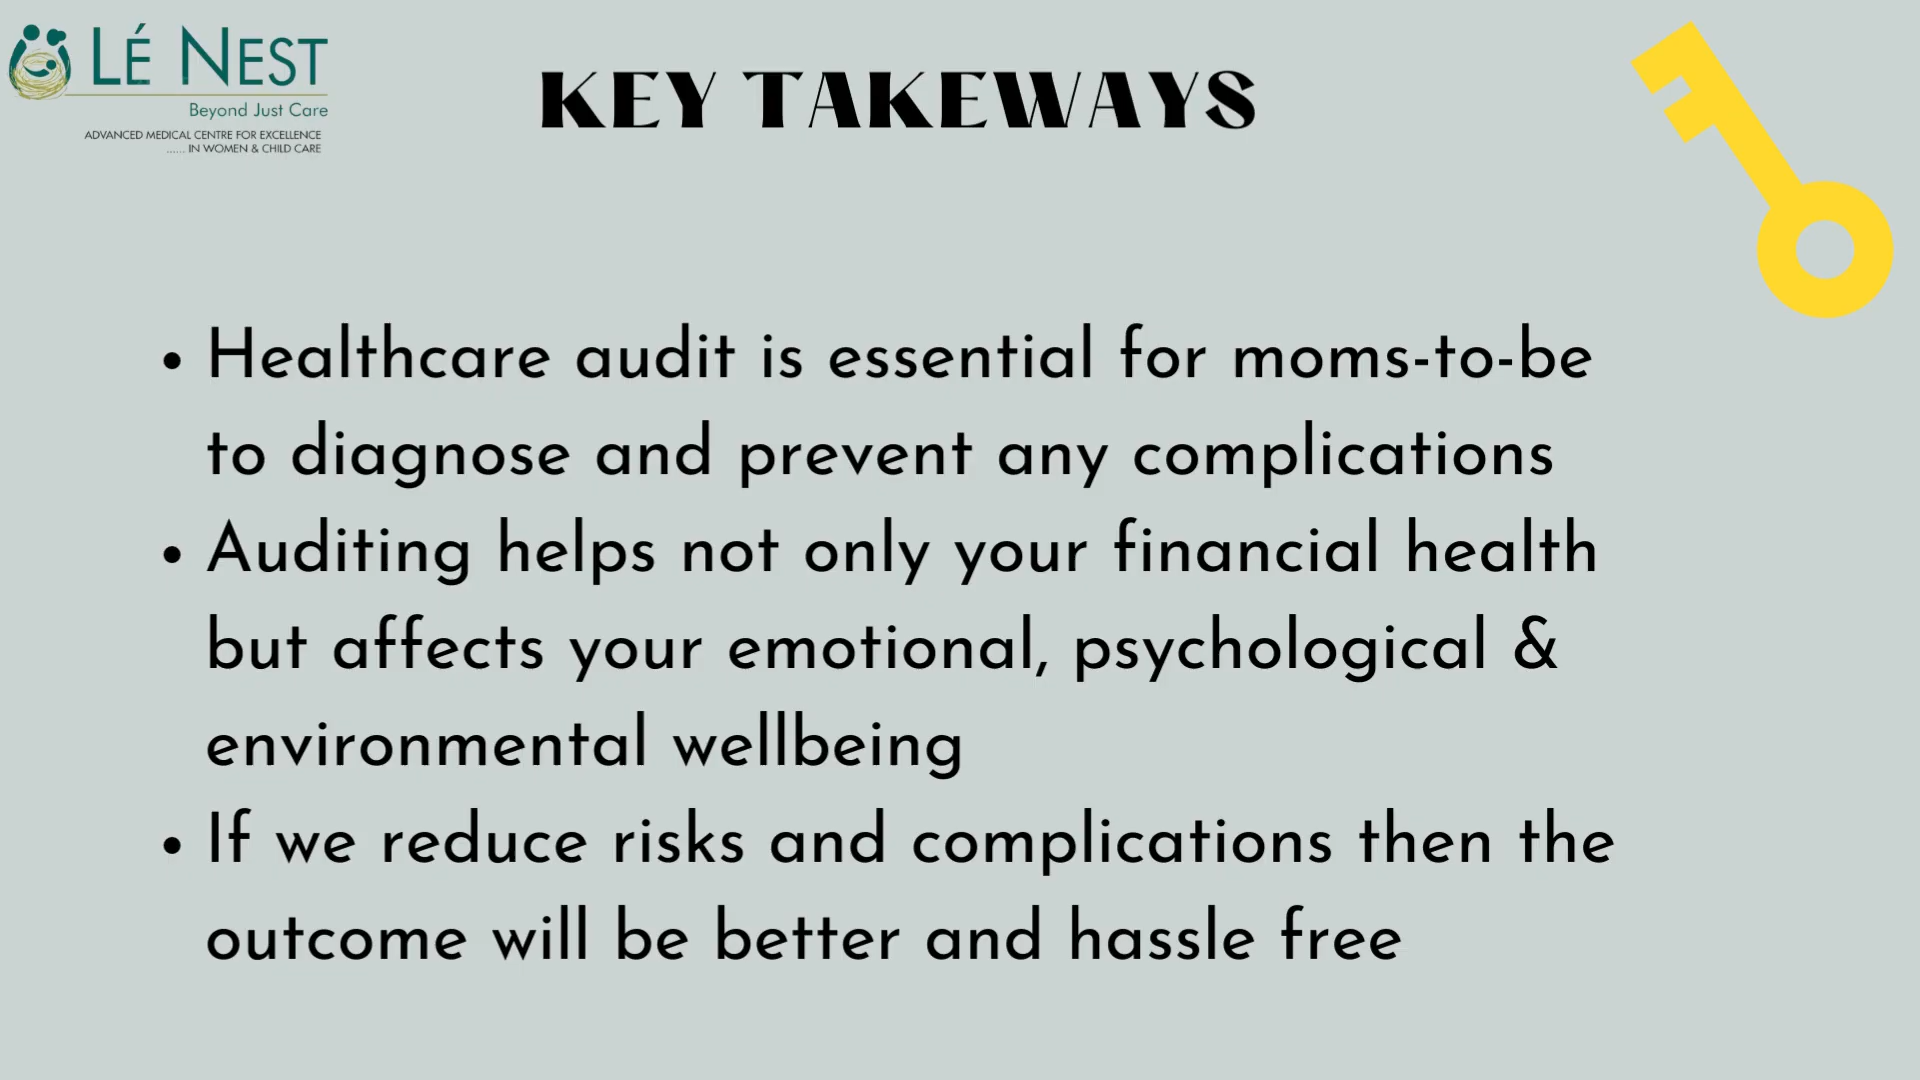 LÉ NEST
Beyond Just Care
ADVANCED MEDICAL CENTRE FOR EXCELLENCE
...... IN WOMEN & CHILD CARE
KEY TAKEWAYS
• Healthcare audit is essential for moms-to-be
to diagnose and prevent any complications
• Auditing helps not only your financial health
but affects your emotional, psychological &
environmental wellbeing
• If we reduce risks and complications then the
outcome will be better and hassle free